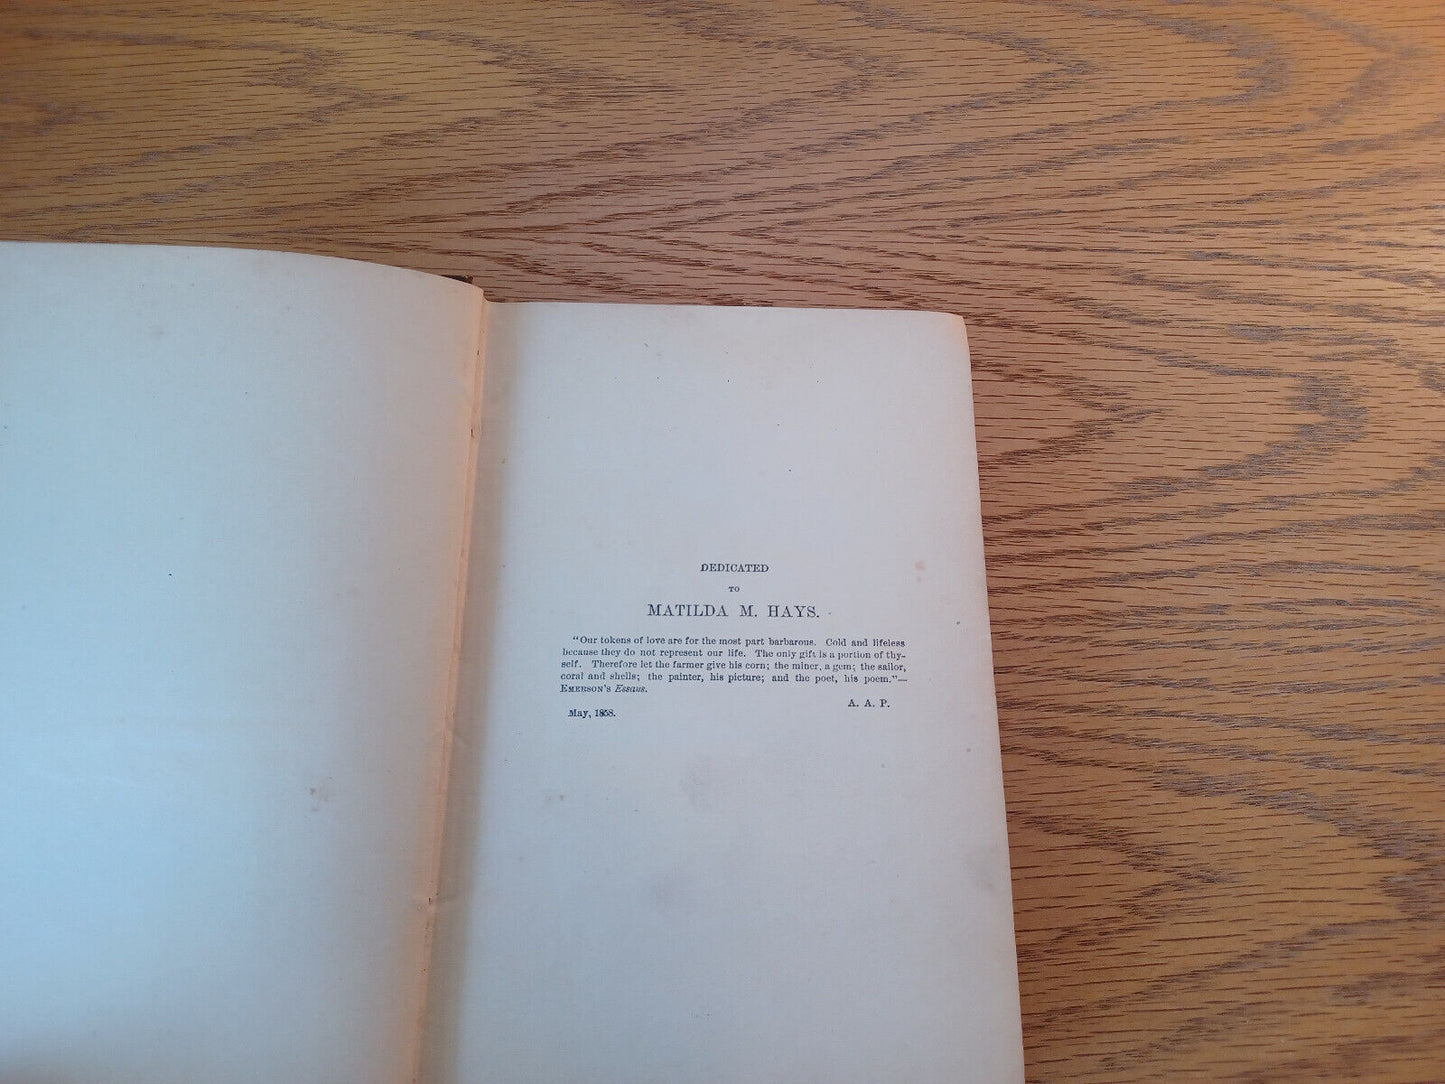 DEDICATED
TO
MATILDA M. HAYS.
"Our tokens of love are for the most part barbarous. Cold and lifeless
because they do not represent our life. The only gift is a portion of thy-
self. Therefore let the farmer give his corn; the miner, a gem; the sailor,
coral and shells; the painter, his picture; and the poet, his poem."—
EMERSON'S Essays.
A. A. P.
May, 1858.